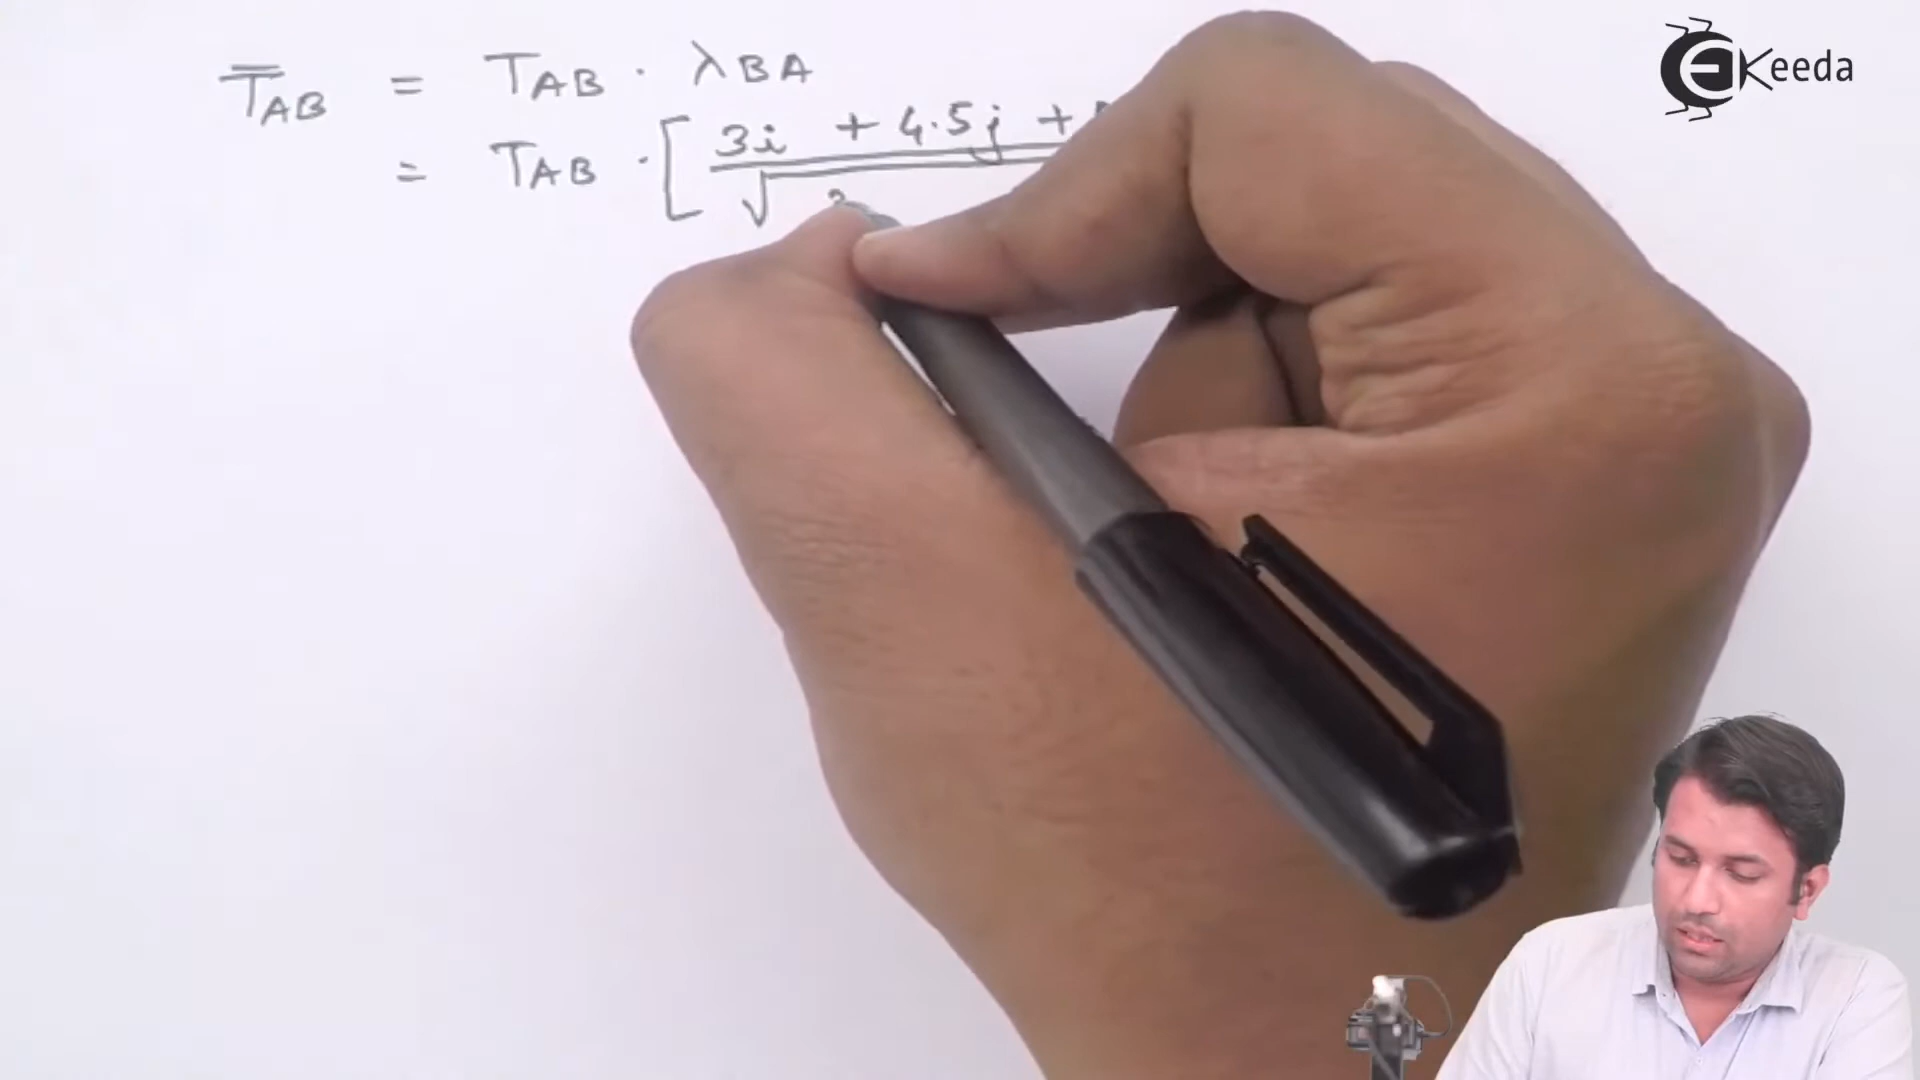 EKeeda
T̿AB = TAB · λBA
= TAB · [ 3i + 4.5j +
√